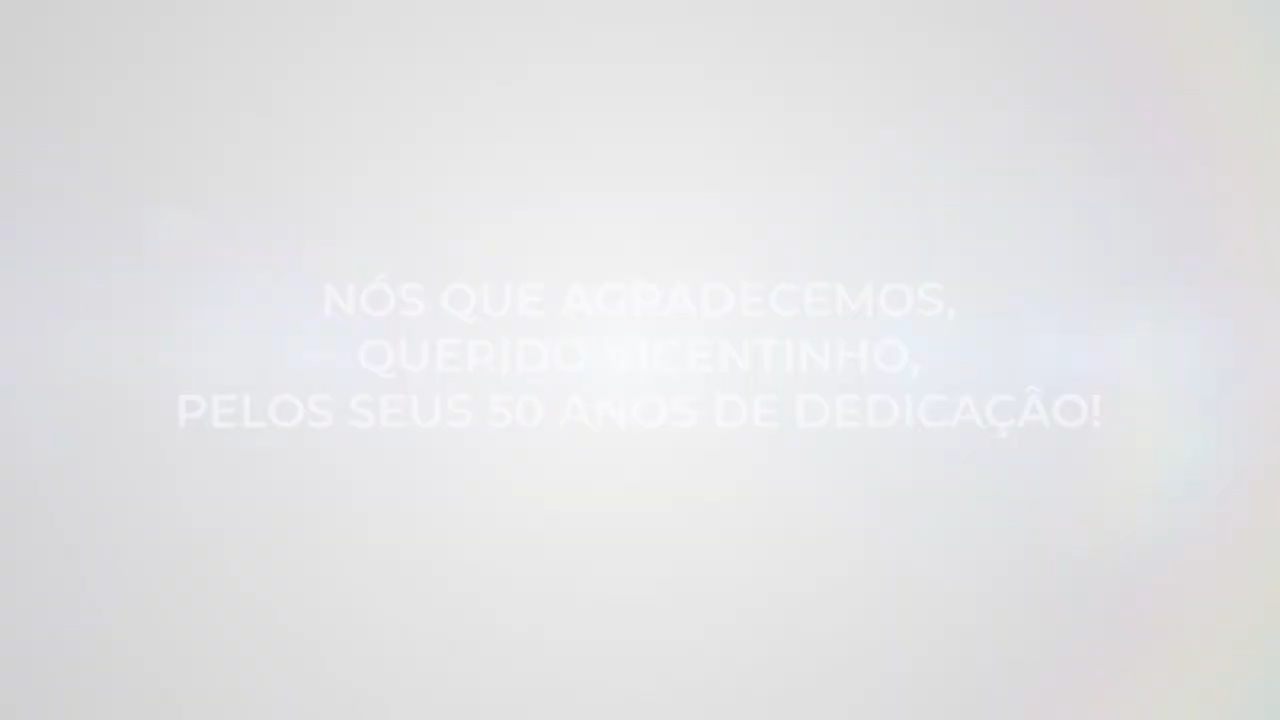 NÓS QUE AGRADECEMOS,
QUERIDO VICENTINHO,
PELOS SEUS 50 ANOS DE DEDICAÇÃO!